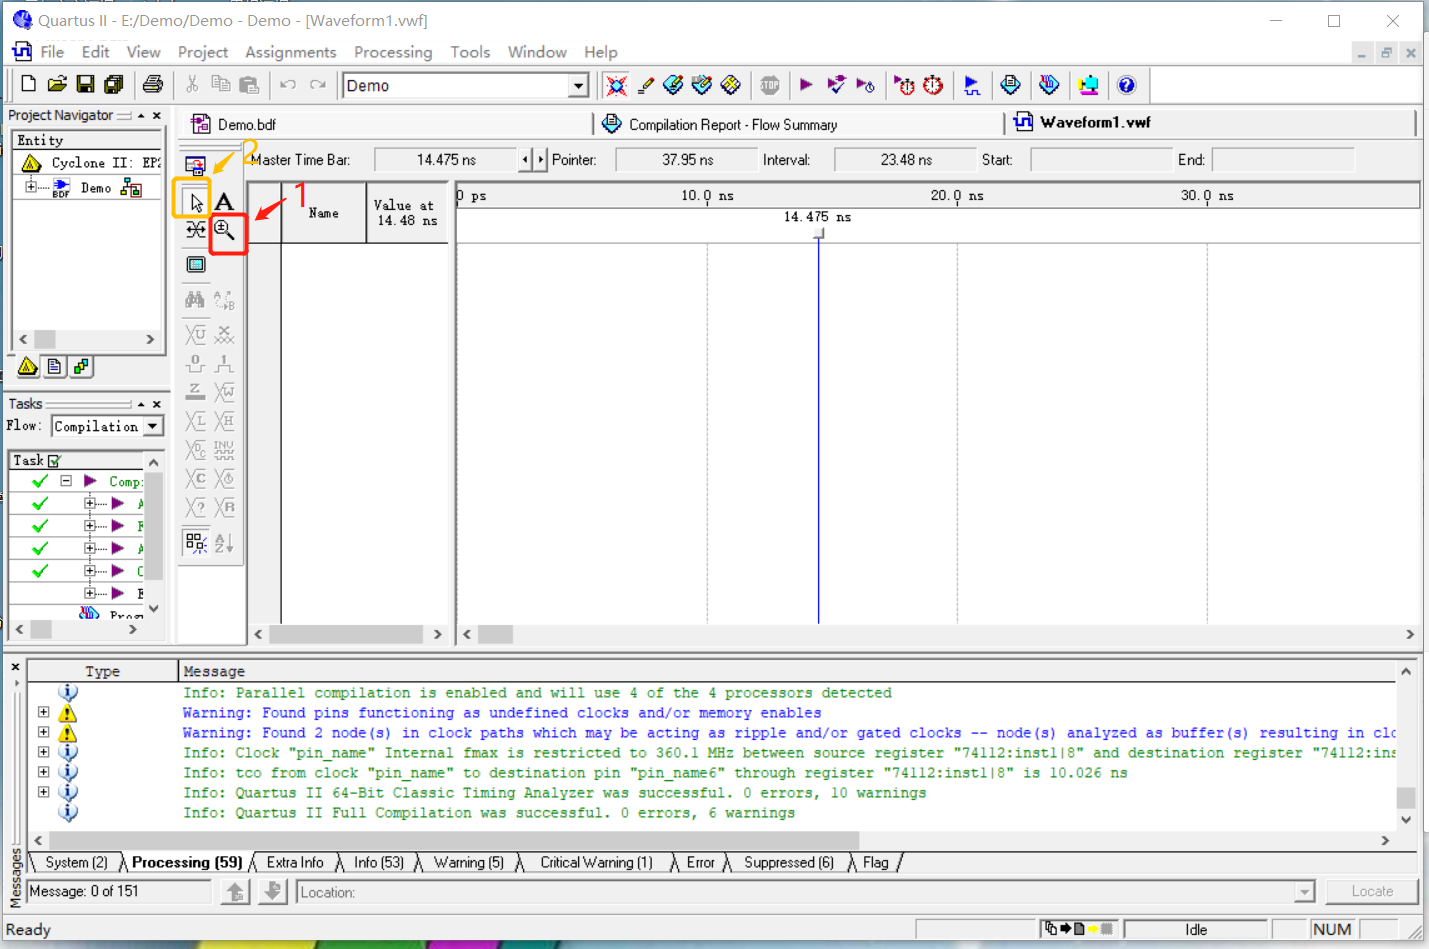 Quartus II - E:/Demo/Demo - Demo - [Waveform1.vwf]
File Edit View Project Assignments Processing Tools Window Help
Demo
Project Navigator
Entity
Cyclone II: EP2
Demo
Demo.bdf
Compilation Report - Flow Summary
Waveform1.vwf
2
Master Time Bar: 14.475 ns Pointer: 37.95 ns Interval: 23.48 ns Start: End:
1
Name
Value at
14.48 ns
0 ps 10.0 ns 20.0 ns 30.0 ns
14.475 ns
Tasks
Flow: Compilation
Task
Comp:
Type Message
Info: Parallel compilation is enabled and will use 4 of the 4 processors detected
Warning: Found pins functioning as undefined clocks and/or memory enables
Warning: Found 2 node(s) in clock paths which may be acting as ripple and/or gated clocks -- node(s) analyzed as buffer(s) resulting in clo
Info: Clock "pin_name" Internal fmax is restricted to 360.1 MHz between source register "74112:inst1|8" and destination register "74112:ins
Info: tco from clock "pin_name" to destination pin "pin_name6" through register "74112:inst1|8" is 10.026 ns
Info: Quartus II 64-Bit Classic Timing Analyzer was successful. 0 errors, 10 warnings
Info: Quartus II Full Compilation was successful. 0 errors, 6 warnings
System (2) Processing (59) Extra Info Info (53) Warning (5) Critical Warning (1) Error Suppressed (6) Flag
Messages
Message: 0 of 151
Location:
Locate
Ready
Idle
NUM